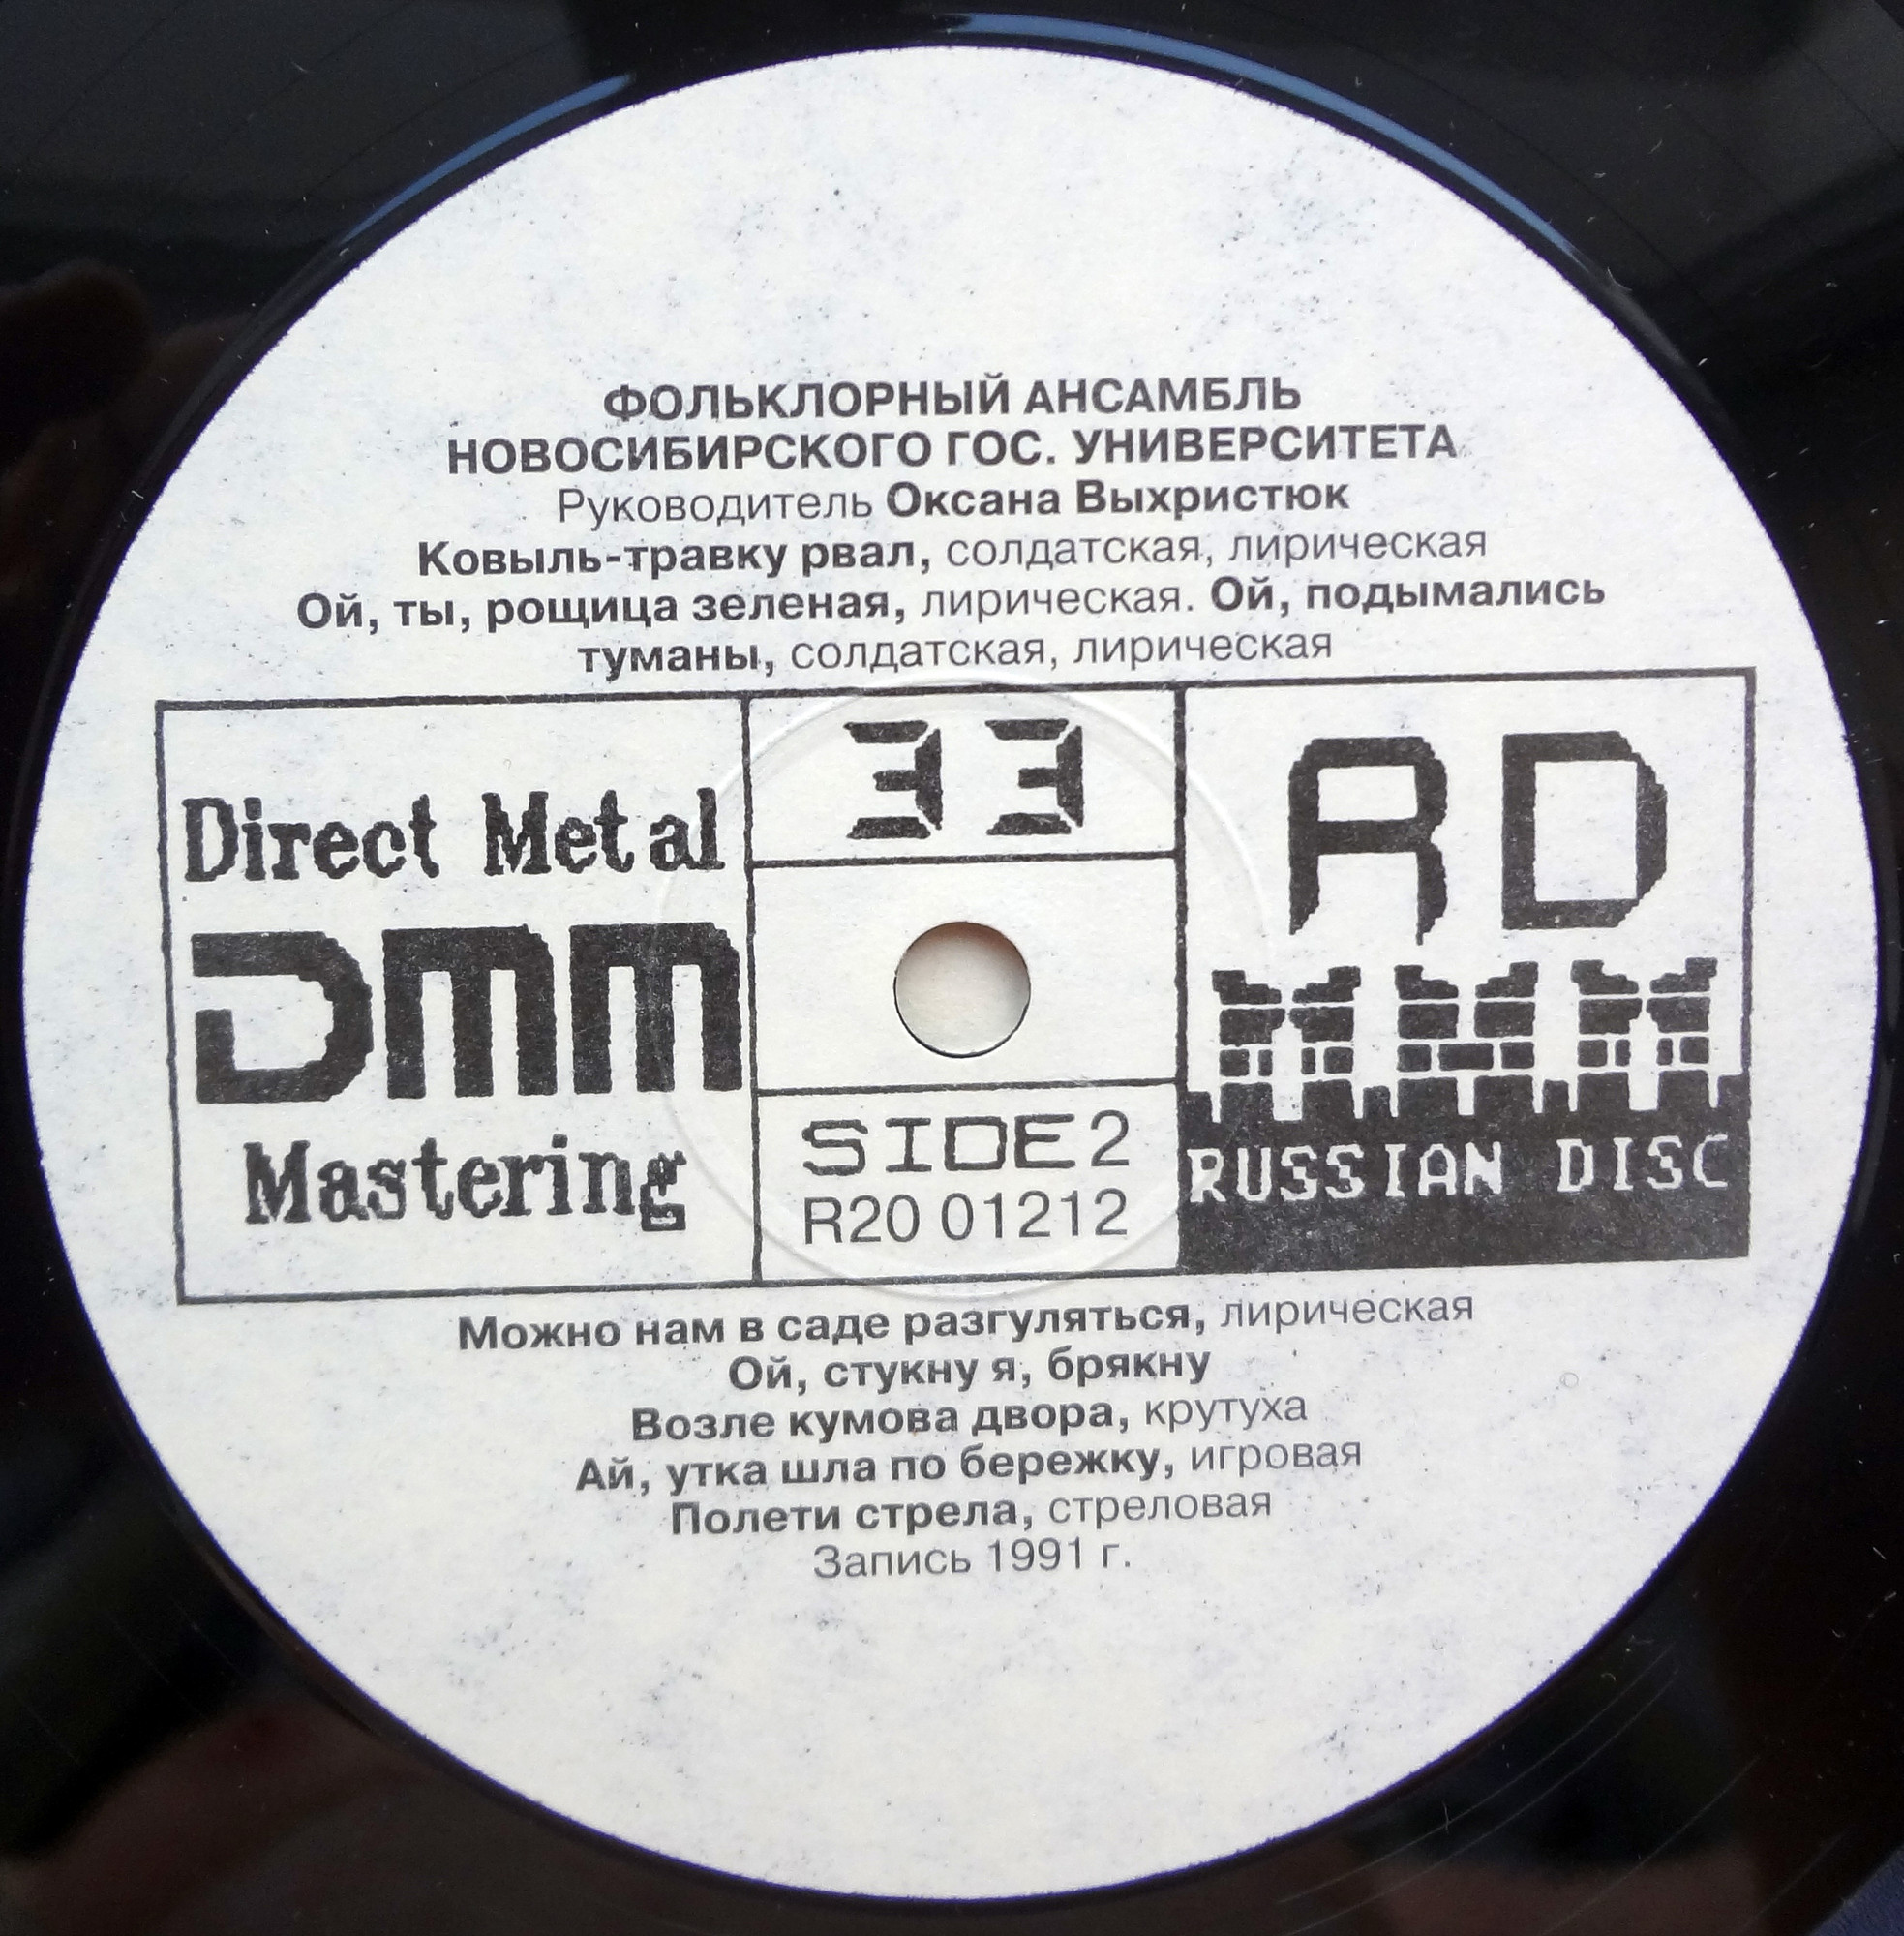 ФОЛЬКЛОРНЫЙ АНСАМБЛЬ
НОВОСИБИРСКОГО ГОС. УНИВЕРСИТЕТА
Руководитель Оксана Выхристюк
Ковыль-травку рвал, солдатская, лирическая
Ой, ты, рощица зеленая, лирическая. Ой, подымались
туманы, солдатская, лирическая
Direct Metal
DMM
Mastering
33
SIDE 2
R20 01212
RD
RUSSIAN DISC
Можно нам в саде разгуляться, лирическая
Ой, стукну я, брякну
Возле кумова двора, крутуха
Ай, утка шла по бережку, игровая
Полети стрела, стреловая
Запись 1991 г.